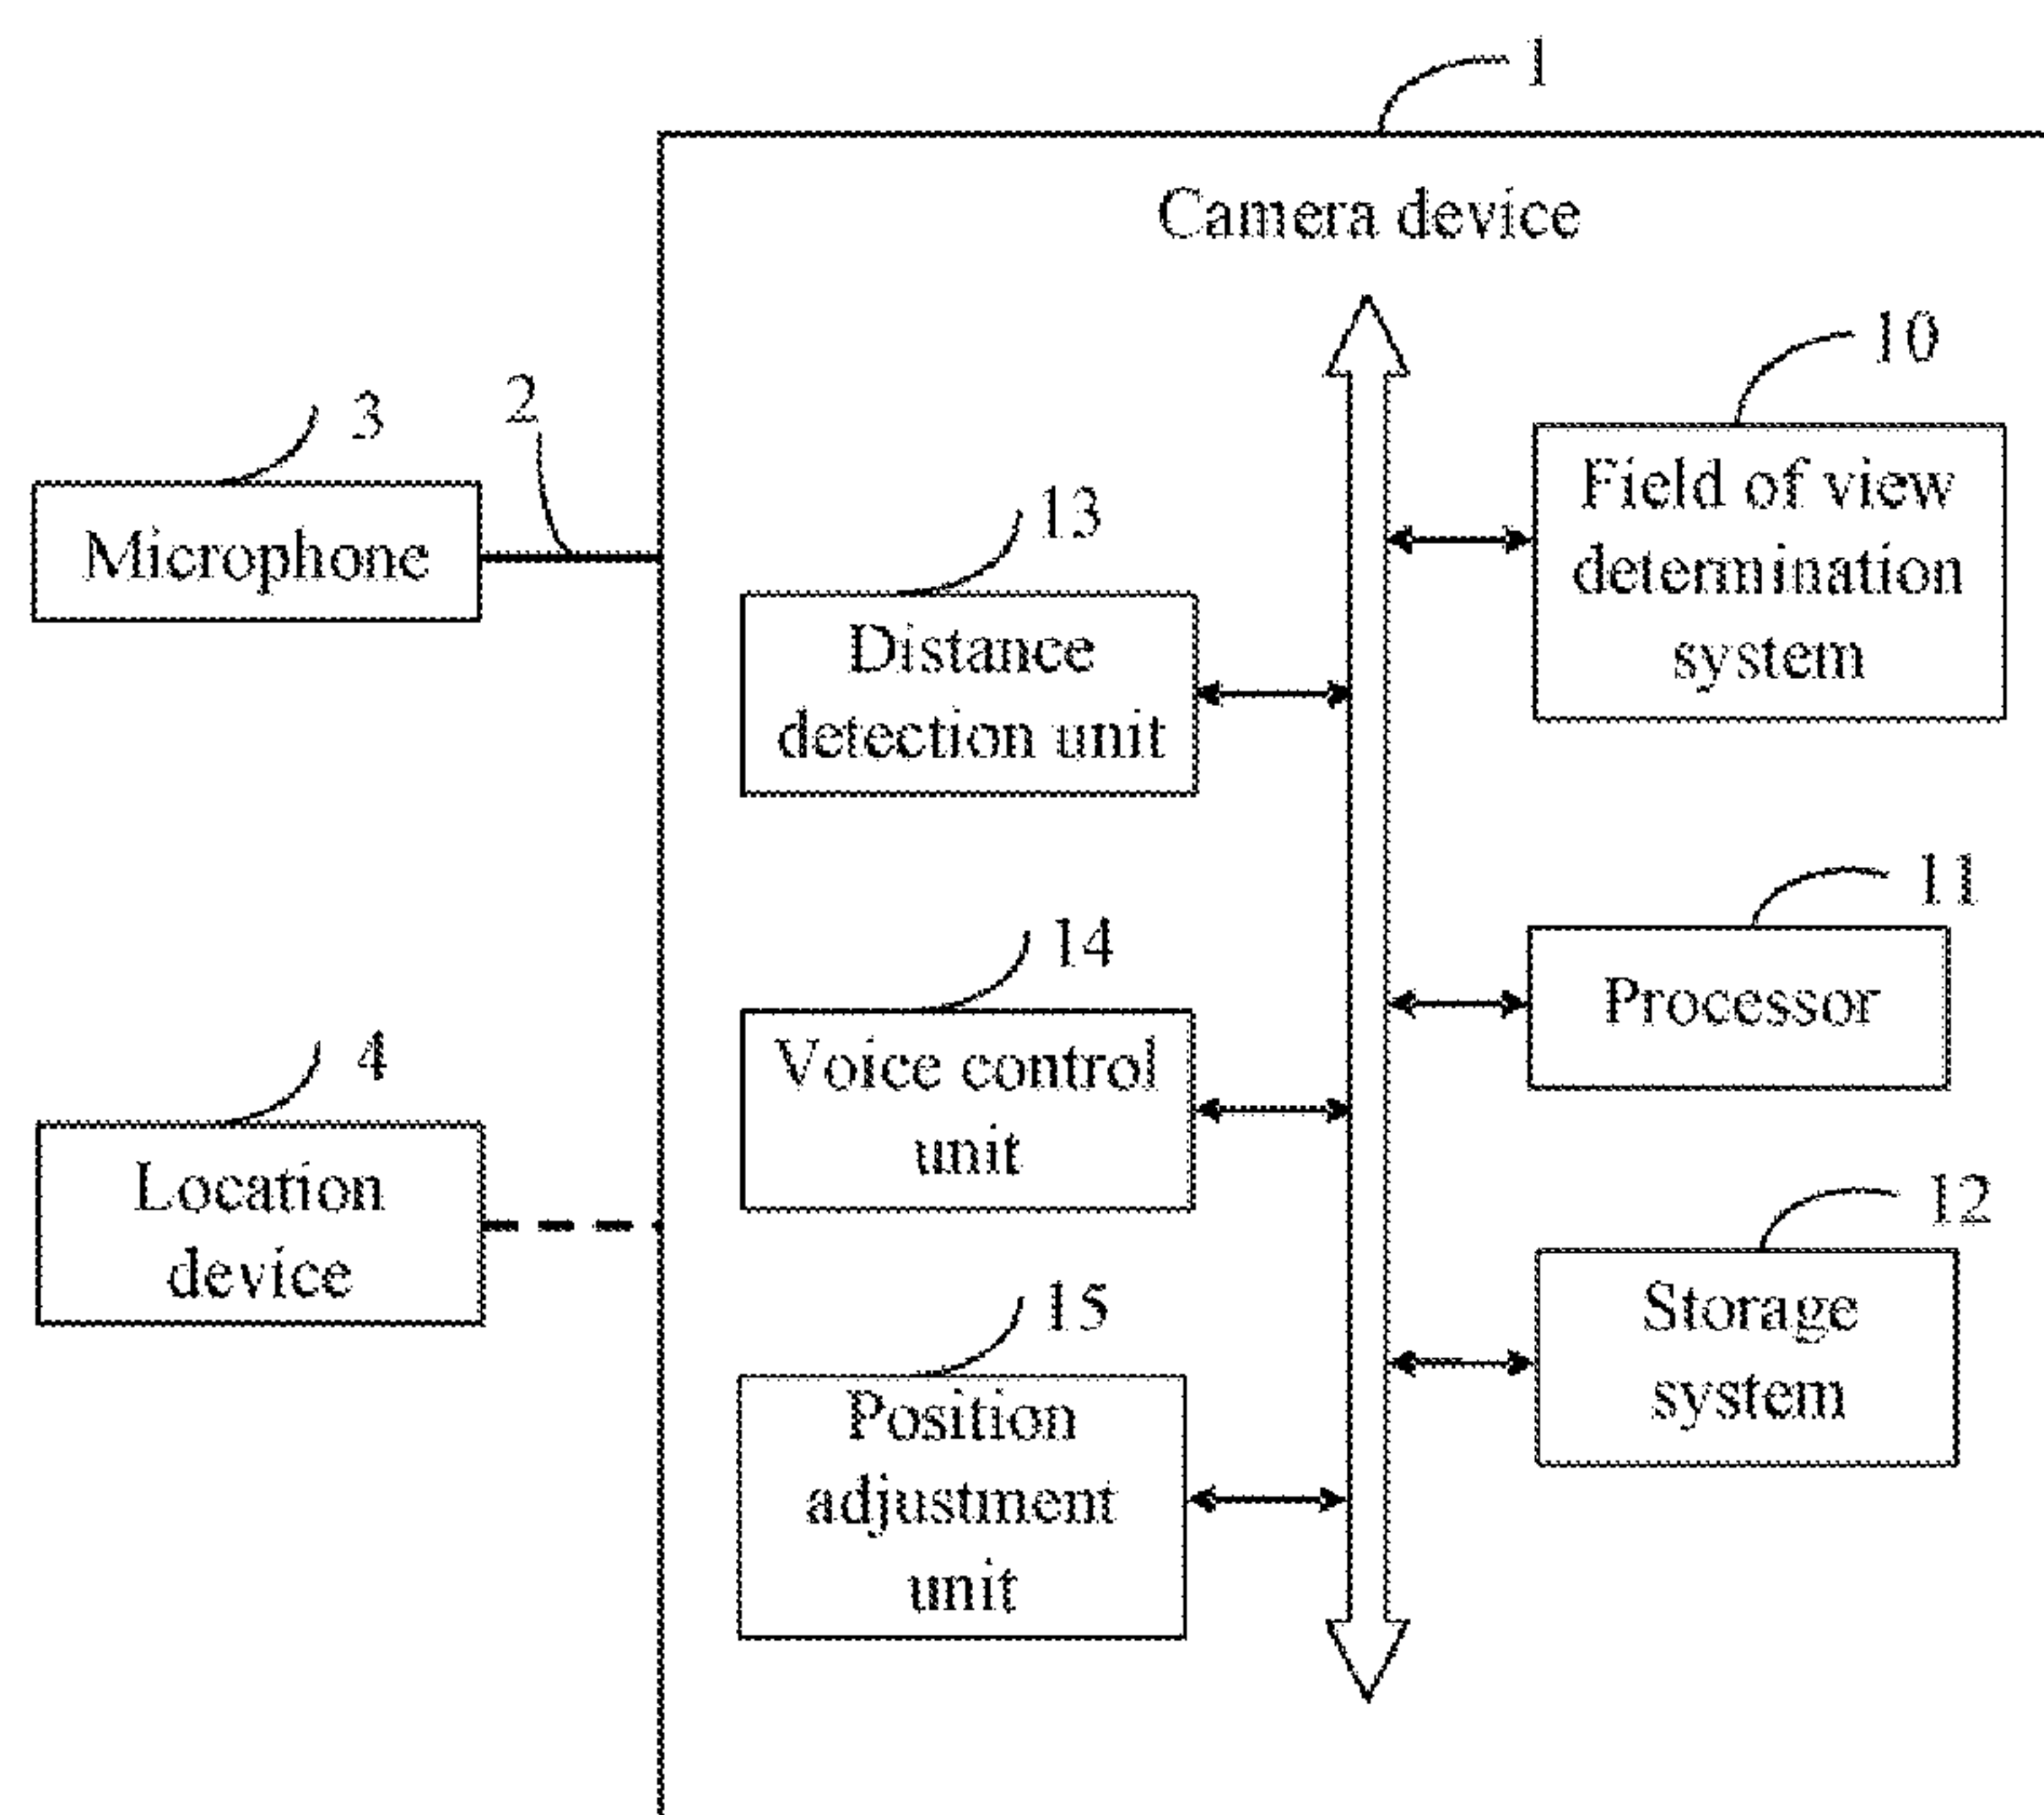 1
Camera device
10
3
2
Field of view
determination
system
13
Microphone
Distance
detection unit
11
14
Processor
Voice control
unit
4
Location
device
12
15
Storage
system
Position
adjustment
unit